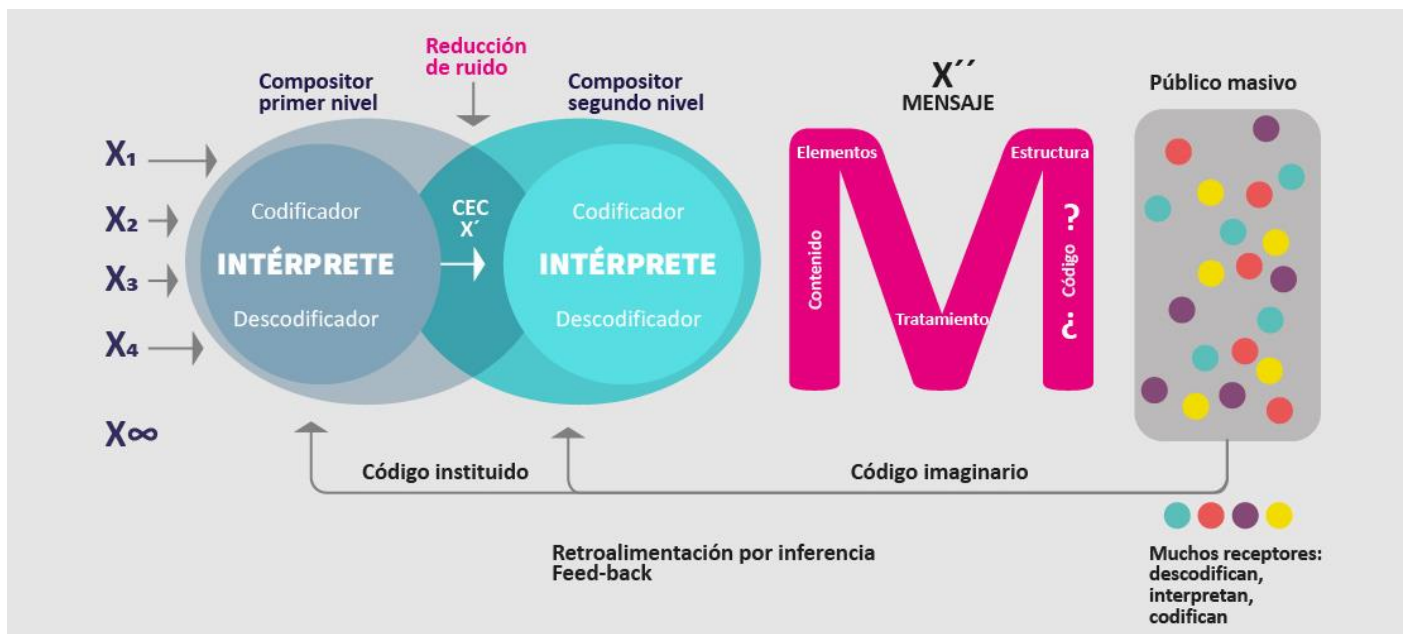 Reducción
de ruido
Compositor
primer nivel
Compositor
segundo nivel
X´´
MENSAJE
Público masivo
X₁
X₂
X₃
X₄
X∞
Codificador
INTÉRPRETE
Descodificador
CEC
X´
Codificador
INTÉRPRETE
Descodificador
Elementos
Estructura
Contenido
Tratamiento
¿ Código ?
Código instituido
Código imaginario
Retroalimentación por inferencia
Feed-back
Muchos receptores:
descodifican,
interpretan,
codifican